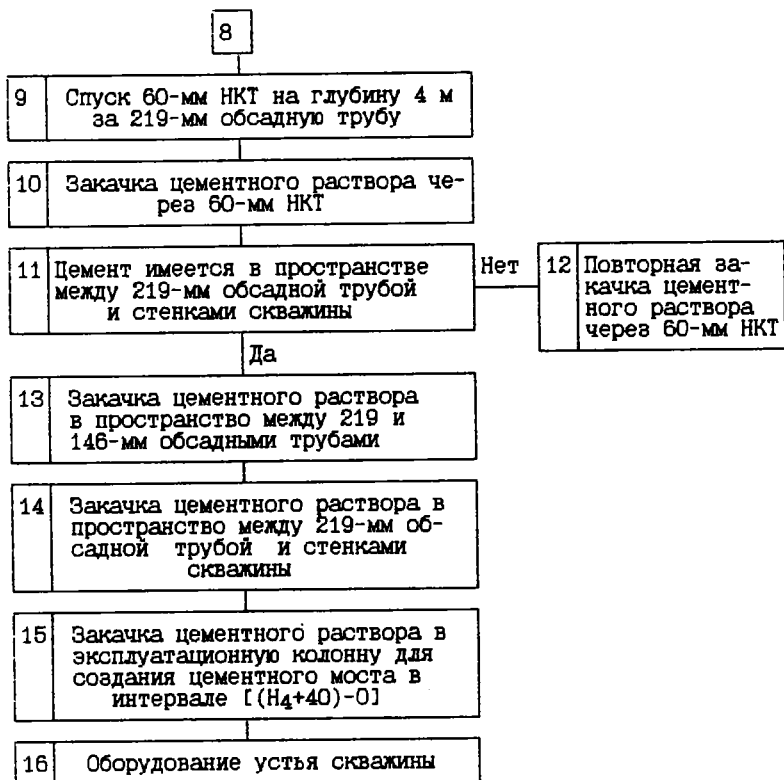 8
9 Спуск 60-мм НКТ на глубину 4 м
за 219-мм обсадную трубу
10 Закачка цементного раствора че-
рез 60-мм НКТ
11 Цемент имеется в пространстве
между 219-мм обсадной трубой
и стенками скважины
Нет
12 Повторная за-
качка цемент-
ного раствора
через 60-мм НКТ
Да
13 Закачка цементного раствора
в пространство между 219 и
146-мм обсадными трубами
14 Закачка цементного раствора в
пространство между 219-мм об-
садной трубой и стенками
скважины
15 Закачка цементного раствора в
эксплуатационную колонну для
создания цементного моста в
интервале [(H4+40)-0]
16 Оборудование устья скважины